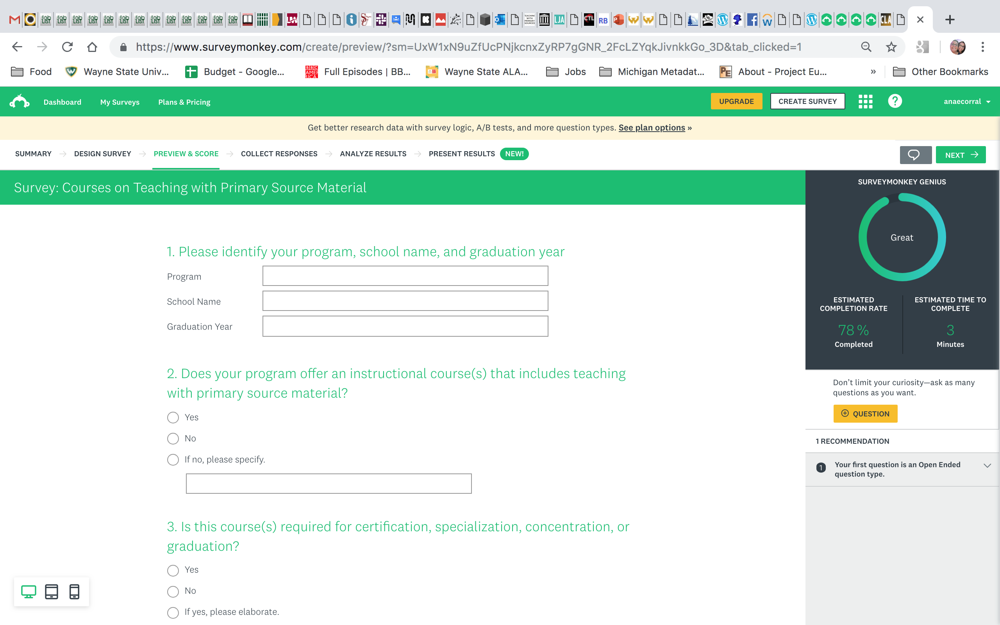 https://www.surveymonkey.com/create/preview/?sm=UxW1xN9uZfUcPNjkcnxZyRP7gGNR_2FcLZYqkJivnkkGo_3D&tab_clicked=1
Food Wayne State Univ... Budget - Google... BBC AMERICA Full Episodes | BB... Wayne State ALA... Jobs Michigan Metadat... PE About - Project Eu... » Other Bookmarks
Dashboard My Surveys Plans & Pricing UPGRADE CREATE SURVEY ? anaecorral
Get better research data with survey logic, A/B tests, and more question types. See plan options »
SUMMARY DESIGN SURVEY PREVIEW & SCORE COLLECT RESPONSES ANALYZE RESULTS PRESENT RESULTS NEW! NEXT
Survey: Courses on Teaching with Primary Source Material
1. Please identify your program, school name, and graduation year
Program
School Name
Graduation Year
2. Does your program offer an instructional course(s) that includes teaching
with primary source material?
Yes
No
If no, please specify.
3. Is this course(s) required for certification, specialization, concentration, or
graduation?
Yes
No
If yes, please elaborate.
SURVEYMONKEY GENIUS
Great
ESTIMATED
COMPLETION RATE
78 %
Completed
ESTIMATED TIME TO
COMPLETE
3
Minutes
Don’t limit your curiosity—ask as many
questions as you want.
QUESTION
1 RECOMMENDATION
1 Your first question is an Open Ended
question type.